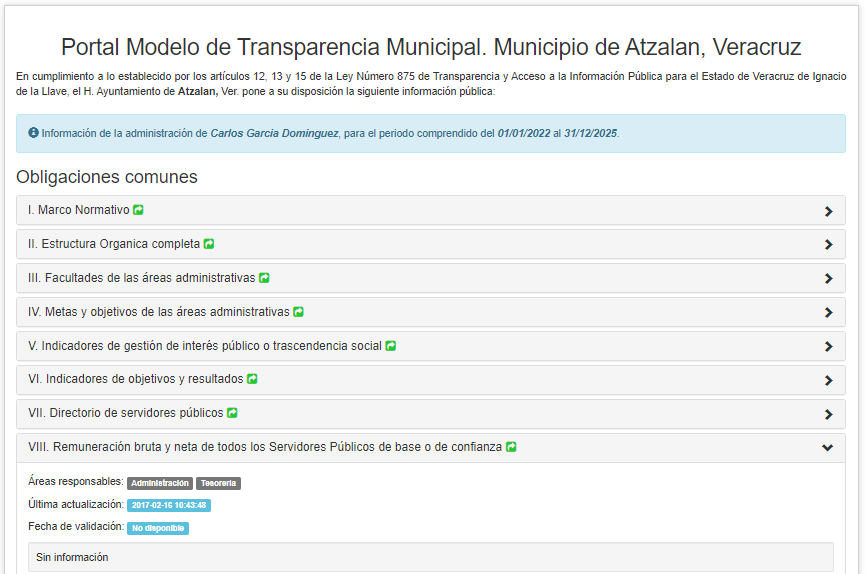 Portal Modelo de Transparencia Municipal. Municipio de Atzalan, Veracruz
En cumplimiento a lo establecido por los artículos 12, 13 y 15 de la Ley Número 875 de Transparencia y Acceso a la Información Pública para el Estado de Veracruz de Ignacio
de la Llave, el H. Ayuntamiento de Atzalan, Ver. pone a su disposición la siguiente información pública:
Información de la administración de Carlos Garcia Domínguez, para el periodo comprendido del 01/01/2022 al 31/12/2025.
Obligaciones comunes
I. Marco Normativo
II. Estructura Organica completa
III. Facultades de las áreas administrativas
IV. Metas y objetivos de las áreas administrativas
V. Indicadores de gestión de interés público o trascendencia social
VI. Indicadores de objetivos y resultados
VII. Directorio de servidores públicos
VIII. Remuneración bruta y neta de todos los Servidores Públicos de base o de confianza
Áreas responsables: Administración Tesorería
Última actualización: 2017-02-16 10:43:48
Fecha de validación: No disponible
Sin información